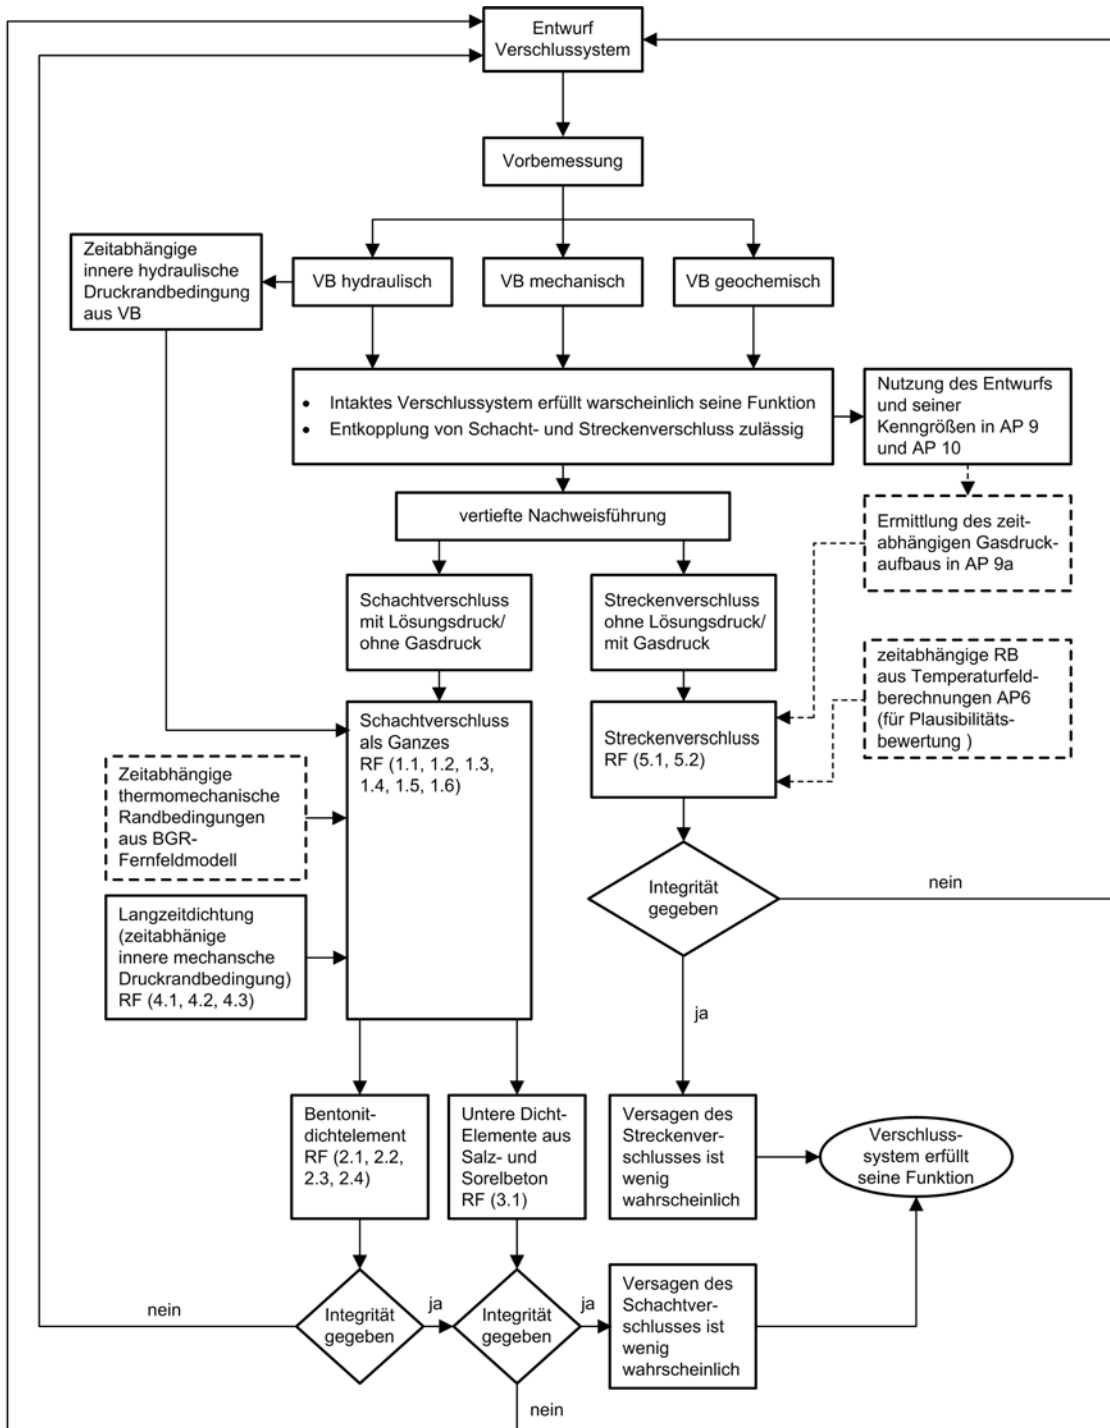 Entwurf
Verschlussystem
Vorbemessung
Zeitabhängige
innere hydraulische
Druckrandbedingung
aus VB
VB hydraulisch
VB mechanisch
VB geochemisch
• Intaktes Verschlussystem erfüllt warscheinlich seine Funktion
• Entkopplung von Schacht- und Streckenverschluss zulässig
Nutzung des Entwurfs
und seiner
Kenngrößen in AP 9
und AP 10
vertiefte Nachweisführung
Ermittlung des zeit-
abhängigen Gasdruck-
aufbaus in AP 9a
Schachtverschluss
mit Lösungsdruck/
ohne Gasdruck
Streckenverschluss
ohne Lösungsdruck/
mit Gasdruck
zeitabhängige RB
aus Temperaturfeld-
berechnungen AP6
(für Plausibilitäts-
bewertung )
Schachtverschluss
als Ganzes
RF (1.1, 1.2, 1.3,
1.4, 1.5, 1.6)
Streckenverschluss
RF (5.1, 5.2)
Zeitabhängige
thermomechanische
Randbedingungen
aus BGR-
Fernfeldmodell
Integrität
gegeben
nein
Langzeitdichtung
(zeitabhänige
innere mechansche
Druckrandbedingung)
RF (4.1, 4.2, 4.3)
ja
Bentonit-
dichtelement
RF (2.1, 2.2,
2.3, 2.4)
Untere Dicht-
Elemente aus
Salz- und
Sorelbeton
RF (3.1)
Versagen des
Streckenver-
schlusses ist
wenig
wahrscheinlich
Verschluss-
system erfüllt
seine Funktion
nein
Integrität
gegeben
ja
Integrität
gegeben
ja
Versagen des
Schachtver-
schlusses ist
wenig
wahrscheinlich
nein